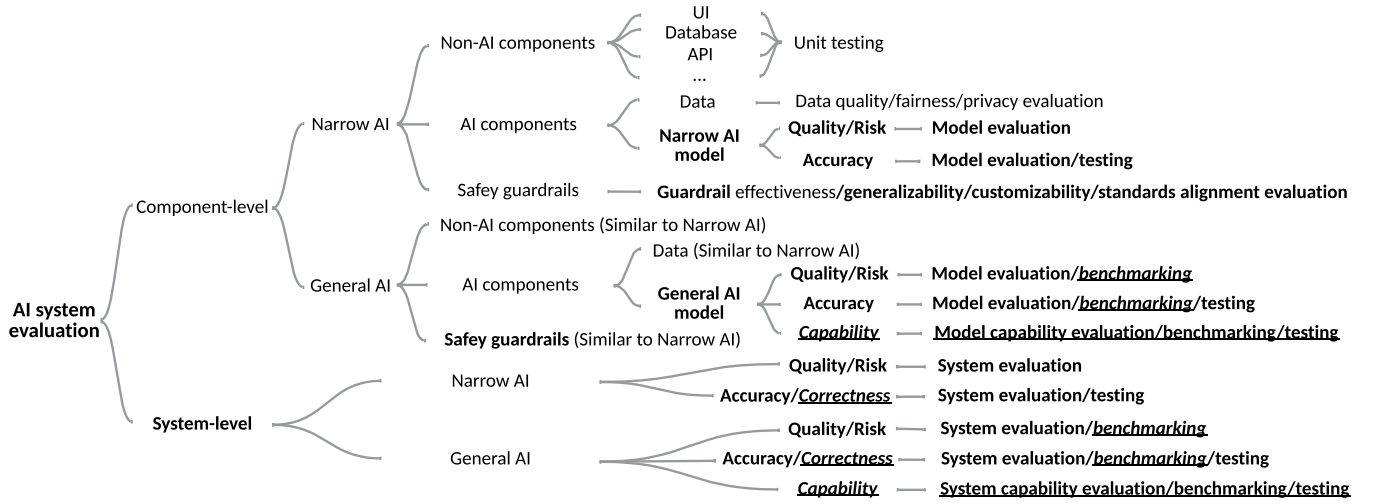 UI
Database
Non-AI components
Unit testing
API
...
Data
Data quality/fairness/privacy evaluation
Narrow AI
AI components
Narrow AI
model
Quality/Risk
Model evaluation
Accuracy
Model evaluation/testing
Safey guardrails
Guardrail effectiveness/generalizability/customizability/standards alignment evaluation
Component-level
Non-AI components (Similar to Narrow AI)
Data (Similar to Narrow AI)
General AI
AI components
General AI
model
Quality/Risk
Model evaluation/benchmarking
Accuracy
Model evaluation/benchmarking/testing
Capability
Model capability evaluation/benchmarking/testing
Safey guardrails (Similar to Narrow AI)
AI system
evaluation
Narrow AI
Quality/Risk
System evaluation
Accuracy/Correctness
System evaluation/testing
System-level
General AI
Quality/Risk
System evaluation/benchmarking
Accuracy/Correctness
System evaluation/benchmarking/testing
Capability
System capability evaluation/benchmarking/testing